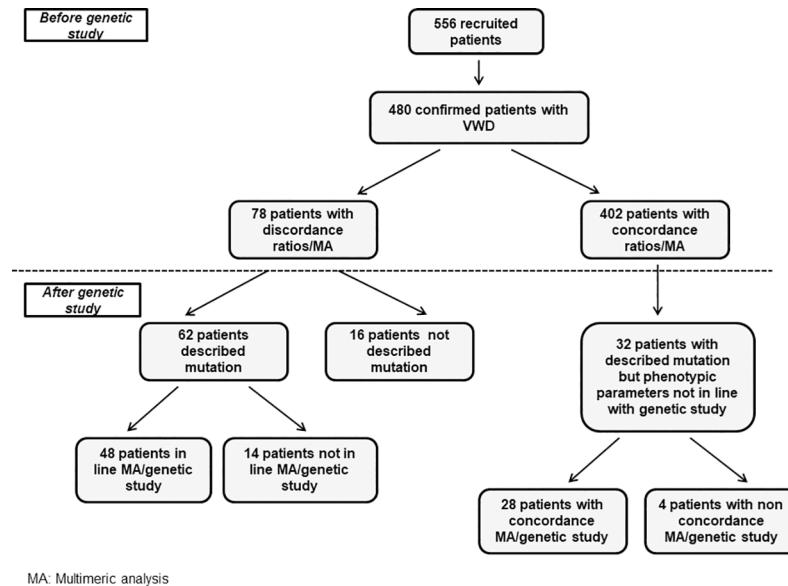 Before genetic
study
556 recruited
patients
480 confirmed patients with
VWD
78 patients with
discordance
ratios/MA
402 patients with
concordance
ratios/MA
After genetic
study
62 patients
described
mutation
16 patients not
described
mutation
32 patients with
described mutation
but phenotypic
parameters not in line
with genetic study
48 patients in
line MA/genetic
study
14 patients not in
line MA/genetic
study
28 patients with
concordance
MA/genetic study
4 patients with non
concordance
MA/genetic study
MA: Multimeric analysis